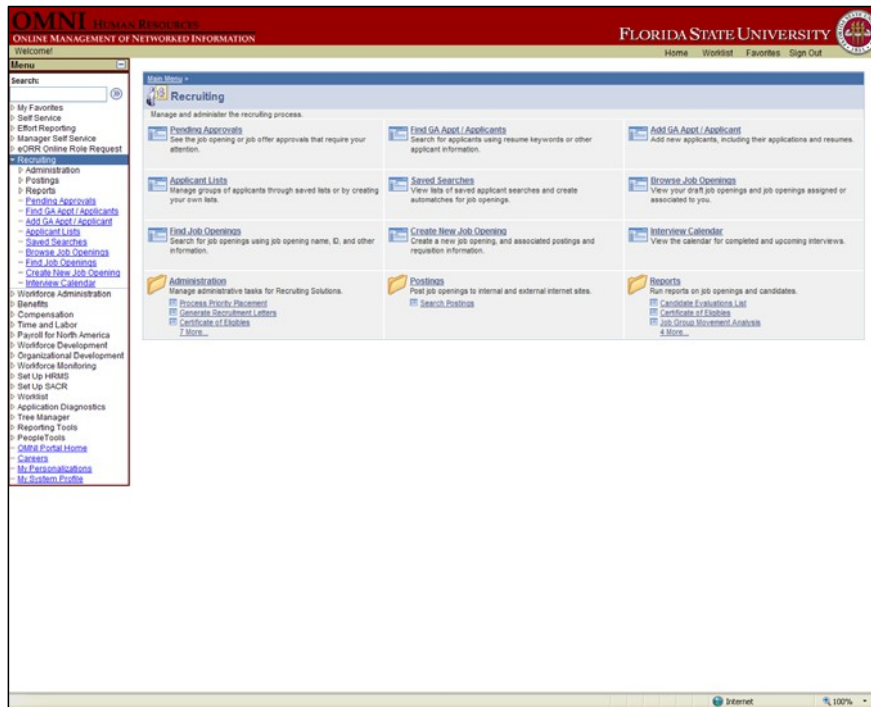 OMNI HUMAN RESOURCES
ONLINE MANAGEMENT OF NETWORKED INFORMATION
FLORIDA STATE UNIVERSITY
Welcome!
Home Worklist Favorites Sign Out
Menu
Search:
My Favorites
Self Service
Effort Reporting
Manager Self Service
eORR Online Role Request
Recruiting
Administration
Postings
Reports
Pending Approvals
Find GA Appt / Applicants
Add GA Appt / Applicant
Applicant Lists
Saved Searches
Browse Job Openings
Find Job Openings
Create New Job Opening
Interview Calendar
Workforce Administration
Benefits
Compensation
Time and Labor
Payroll for North America
Workforce Development
Organizational Development
Workforce Monitoring
Set Up HRMS
Set Up SACR
Worklist
Application Diagnostics
Tree Manager
Reporting Tools
PeopleTools
OMNI Portal Home
Careers
My Personalizations
My System Profile
Main Menu >
Recruiting
Manage and administer the recruiting process.
Pending Approvals
See the job opening or job offer approvals that require your
attention.
Find GA Appt / Applicants
Search for applicants using resume keywords or other
applicant information.
Add GA Appt / Applicant
Add new applicants, including their applications and resumes.
Applicant Lists
Manage groups of applicants through saved lists or by creating
your own lists.
Saved Searches
View lists of saved applicant searches and create
automatches for job openings.
Browse Job Openings
View your draft job openings and job openings assigned or
associated to you.
Find Job Openings
Search for job openings using job opening name, ID, and other
information.
Create New Job Opening
Create a new job opening, and associated postings and
requisition information.
Interview Calendar
View the calendar for completed and upcoming interviews.
Administration
Manage administrative tasks for Recruiting Solutions.
Process Priority Placement
Generate Recruitment Letters
Certificate of Eligibles
7 More...
Postings
Post job openings to internal and external internet sites.
Search Postings
Reports
Run reports on job openings and candidates.
Candidate Evaluations List
Certificate of Eligibles
Job Group Movement Analysis
4 More...
Internet
100%